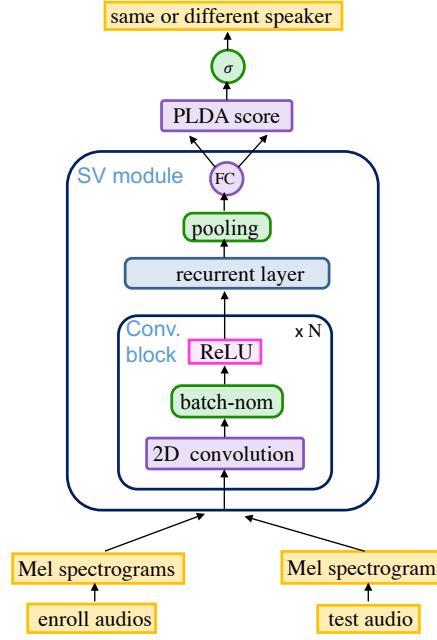 same or different speaker
σ
PLDA score
SV module
FC
pooling
recurrent layer
Conv.
block
x N
ReLU
batch-nom
2D convolution
Mel spectrograms
Mel spectrogram
enroll audios
test audio